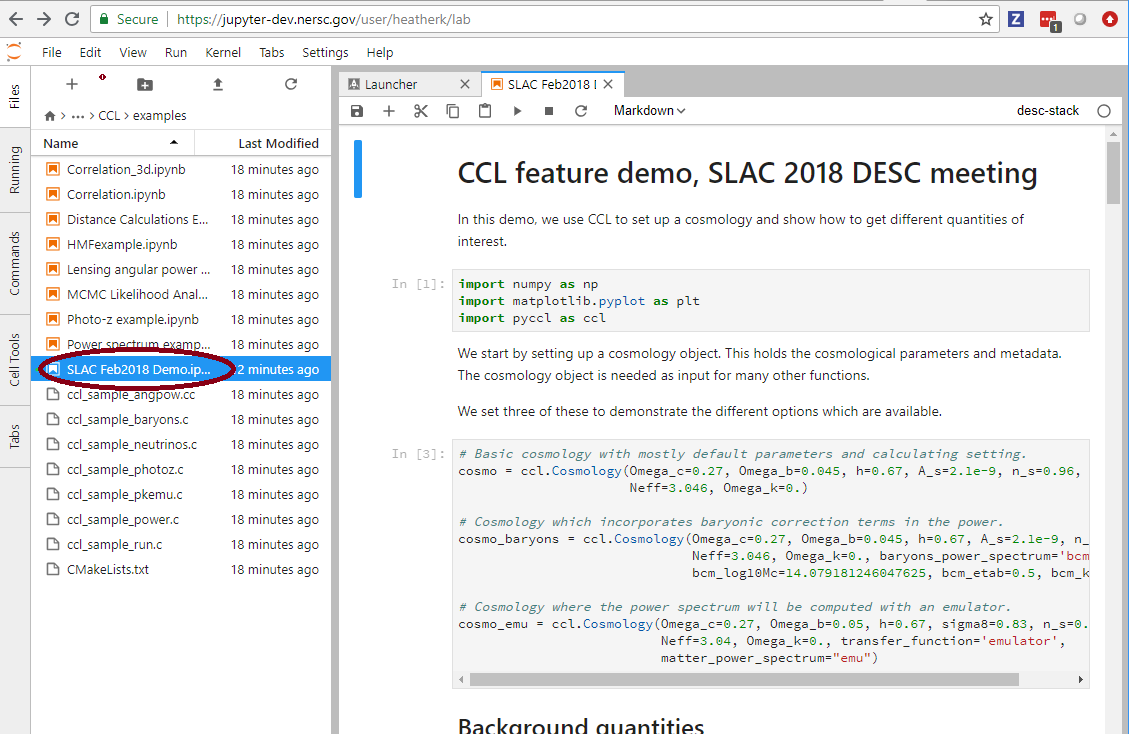 Secure https://jupyter-dev.nersc.gov/user/heatherk/lab
Z
1
File Edit View Run Kernel Tabs Settings Help
Files
Running
Commands
Cell Tools
Tabs
… CCL examples
Name Last Modified
Correlation_3d.ipynb 18 minutes ago
Correlation.ipynb 18 minutes ago
Distance Calculations E... 18 minutes ago
HMFexample.ipynb 18 minutes ago
Lensing angular power ... 18 minutes ago
MCMC Likelihood Anal... 18 minutes ago
Photo-z example.ipynb 18 minutes ago
Power spectrum examp... 18 minutes ago
SLAC Feb2018 Demo.ip... 2 minutes ago
ccl_sample_angpow.cc 18 minutes ago
ccl_sample_baryons.c 18 minutes ago
ccl_sample_neutrinos.c 18 minutes ago
ccl_sample_photoz.c 18 minutes ago
ccl_sample_pkemu.c 18 minutes ago
ccl_sample_power.c 18 minutes ago
ccl_sample_run.c 18 minutes ago
CMakeLists.txt 18 minutes ago
Launcher SLAC Feb2018 I
Markdown desc-stack
CCL feature demo, SLAC 2018 DESC meeting
In this demo, we use CCL to set up a cosmology and show how to get different quantities of
interest.
In [1]: import numpy as np
import matplotlib.pyplot as plt
import pyccl as ccl
We start by setting up a cosmology object. This holds the cosmological parameters and metadata.
The cosmology object is needed as input for many other functions.
We set three of these to demonstrate the different options which are available.
In [3]: # Basic cosmology with mostly default parameters and calculating setting.
cosmo = ccl.Cosmology(Omega_c=0.27, Omega_b=0.045, h=0.67, A_s=2.1e-9, n_s=0.96,
Neff=3.046, Omega_k=0.)
# Cosmology which incorporates baryonic correction terms in the power.
cosmo_baryons = ccl.Cosmology(Omega_c=0.27, Omega_b=0.045, h=0.67, A_s=2.1e-9, n_
Neff=3.046, Omega_k=0., baryons_power_spectrum='bcm
bcm_log10Mc=14.079181246047625, bcm_etab=0.5, bcm_k
# Cosmology where the power spectrum will be computed with an emulator.
cosmo_emu = ccl.Cosmology(Omega_c=0.27, Omega_b=0.05, h=0.67, sigma8=0.83, n_s=0.
Neff=3.04, Omega_k=0., transfer_function='emulator',
matter_power_spectrum="emu")
Background quantities